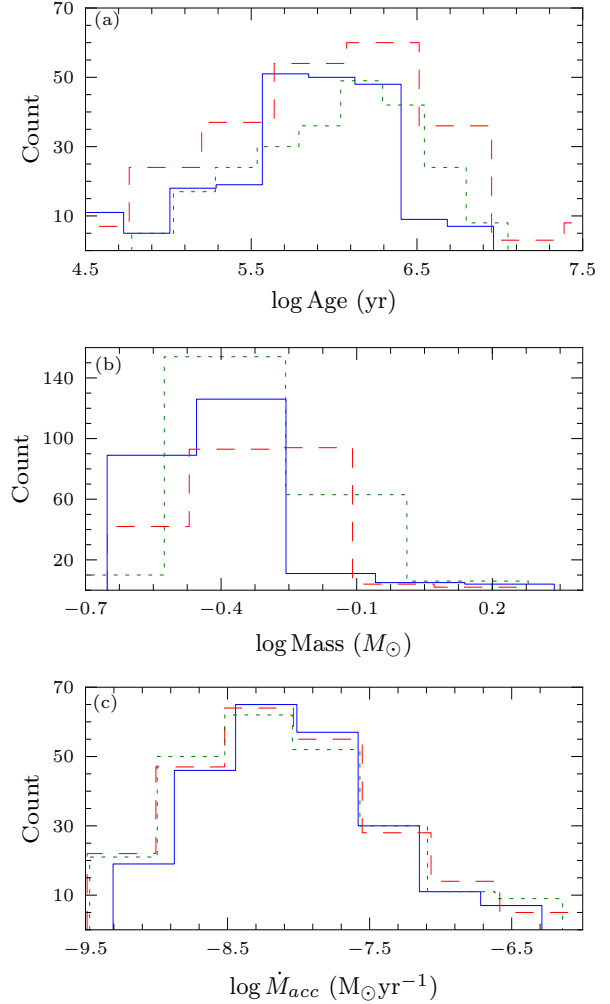 (a)
70
50
30
10
Count
4.5 5.5 6.5 7.5
log Age (yr)
(b)
140
100
60
20
Count
−0.7 −0.4 −0.1 0.2
log Mass (M⊙)
(c)
70
50
30
10
Count
−9.5 −8.5 −7.5 −6.5
log Ṁacc (M⊙yr⁻¹)